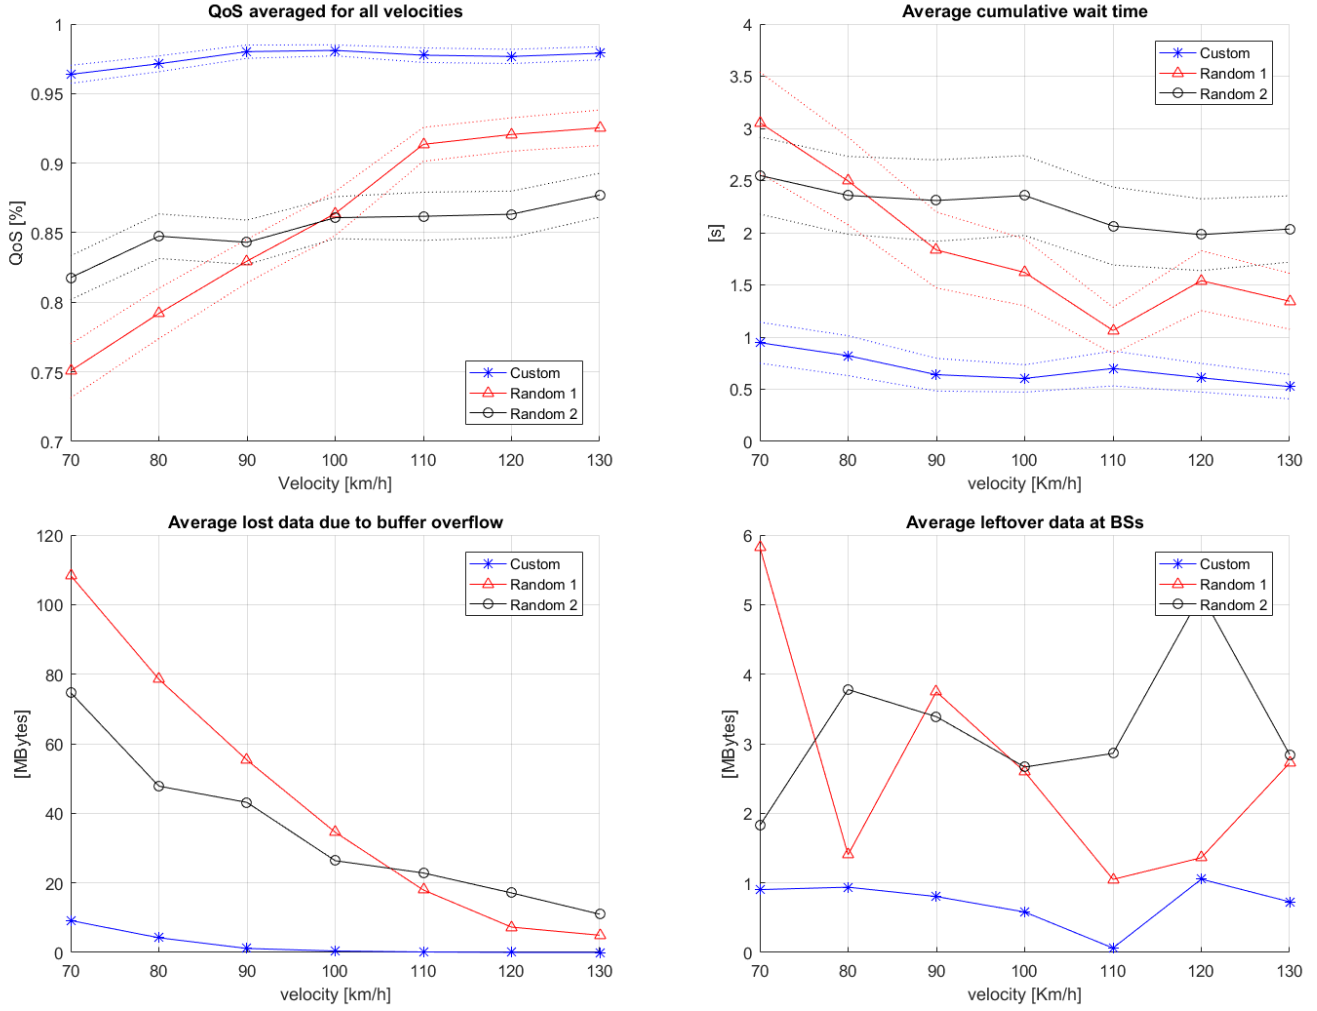 QoS averaged for all velocities
1
0.95
0.9
0.85
0.8
0.75
0.7
QoS [%]
70 80 90 100 110 120 130
Velocity [km/h]
Custom
Random 1
Random 2
Average cumulative wait time
4
3.5
3
2.5
2
1.5
1
0.5
0
[s]
70 80 90 100 110 120 130
velocity [Km/h]
Custom
Random 1
Random 2
Average lost data due to buffer overflow
120
100
80
60
40
20
0
[MBytes]
70 80 90 100 110 120 130
velocity [km/h]
Custom
Random 1
Random 2
Average leftover data at BSs
6
5
4
3
2
1
0
[MBytes]
70 80 90 100 110 120 130
velocity [Km/h]
Custom
Random 1
Random 2